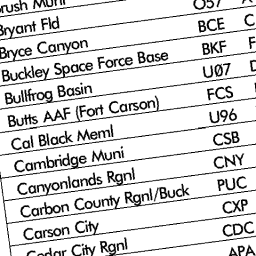 Muni
Bryant Fld O57
Bryce Canyon BCE
Buckley Space Force Base BKF
Bullfrog Basin U07
Butts AAF (Fort Carson) FCS
Cal Black Meml U96
Cambridge Muni CSB
Canyonlands Rgnl CNY
Carbon County Rgnl/Buck PUC
Carson City CXP
Cedar City Rgnl CDC
APA